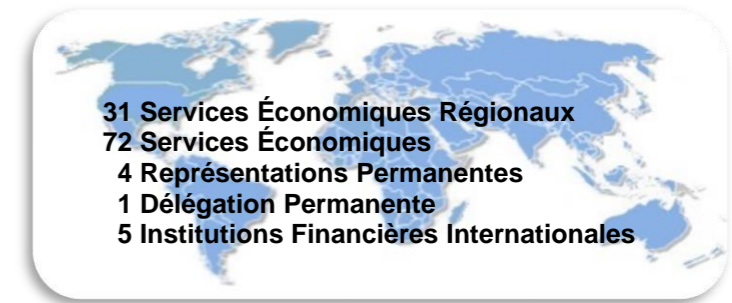 31 Services Économiques Régionaux
72 Services Économiques
4 Représentations Permanentes
1 Délégation Permanente
5 Institutions Financières Internationales